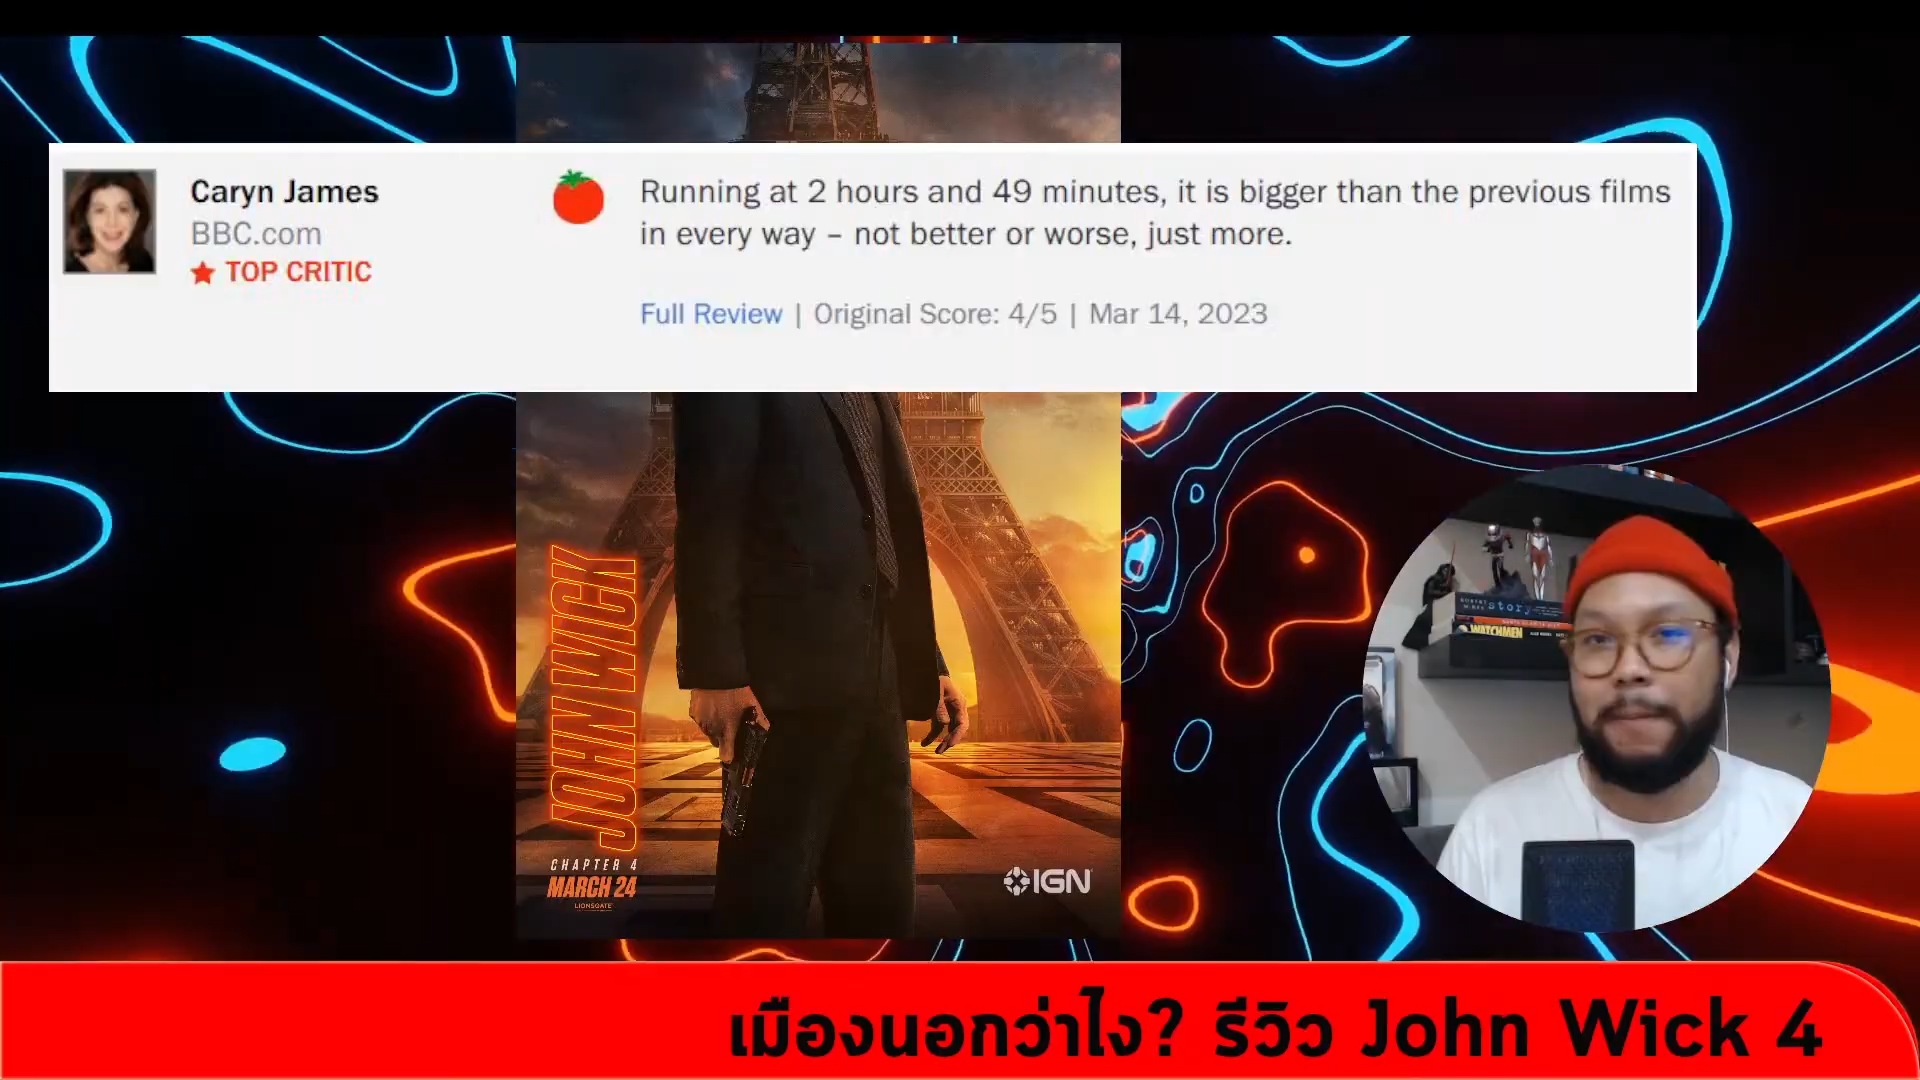 Caryn James
BBC.com
TOP CRITIC
Running at 2 hours and 49 minutes, it is bigger than the previous films
in every way – not better or worse, just more.
Full Review | Original Score: 4/5 | Mar 14, 2023
JOHN WICK
CHAPTER 4
MARCH 24
LIONSGATE
IGN
story
WATCHMEN
เมืองนอกว่าไง? รีวิว John Wick 4